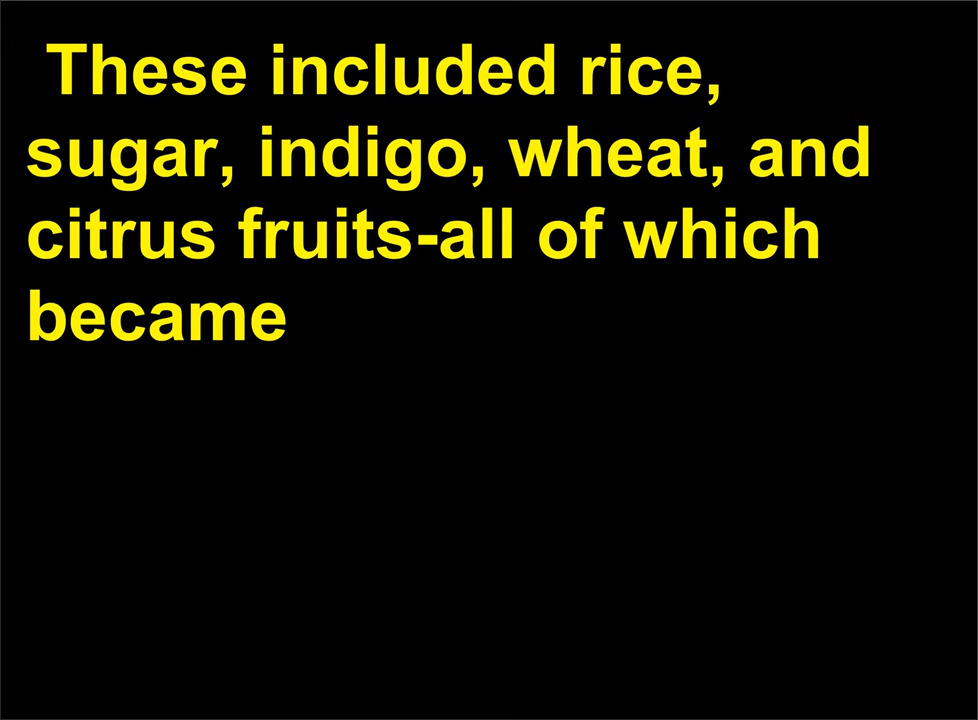 These included rice,
sugar, indigo, wheat, and
citrus fruits-all of which
became